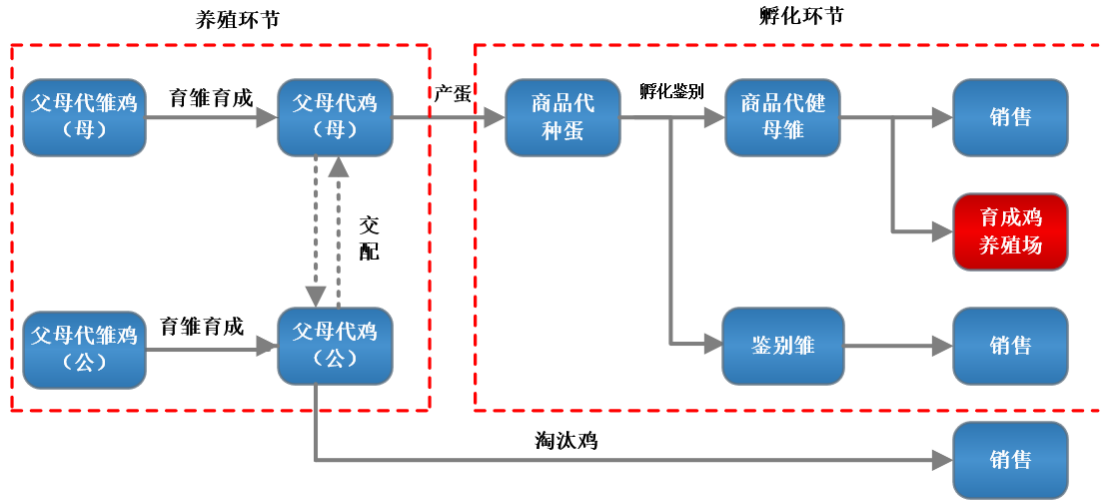 养殖环节
孵化环节
父母代雏鸡
（母）
育雏育成
父母代鸡
（母）
产蛋
商品代
种蛋
孵化鉴别
商品代健
母雏
销售
育成鸡
养殖场
交
配
父母代雏鸡
（公）
育雏育成
父母代鸡
（公）
鉴别雏
销售
淘汰鸡
销售